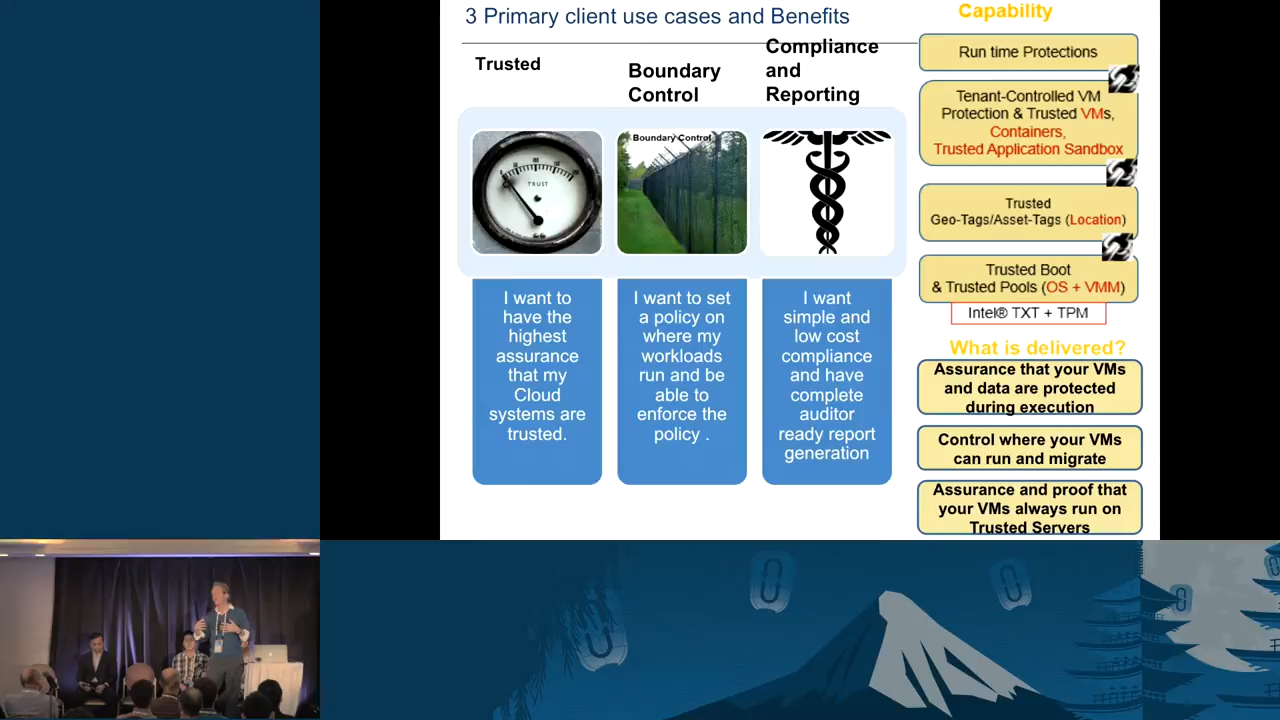 3 Primary client use cases and Benefits
Trusted
Boundary
Control
Compliance
and
Reporting
TRUST
Boundary Control
I want to
have the
highest
assurance
that my
Cloud
systems are
trusted.
I want to set
a policy on
where my
workloads
run and be
able to
enforce the
policy .
I want
simple and
low cost
compliance
and have
complete
auditor
ready report
generation
Capability
Run time Protections
Tenant-Controlled VM
Protection & Trusted VMs,
Containers,
Trusted Application Sandbox
Trusted
Geo-Tags/Asset-Tags (Location)
Trusted Boot
& Trusted Pools (OS + VMM)
Intel® TXT + TPM
What is delivered?
Assurance that your VMs
and data are protected
during execution
Control where your VMs
can run and migrate
Assurance and proof that
your VMs always run on
Trusted Servers